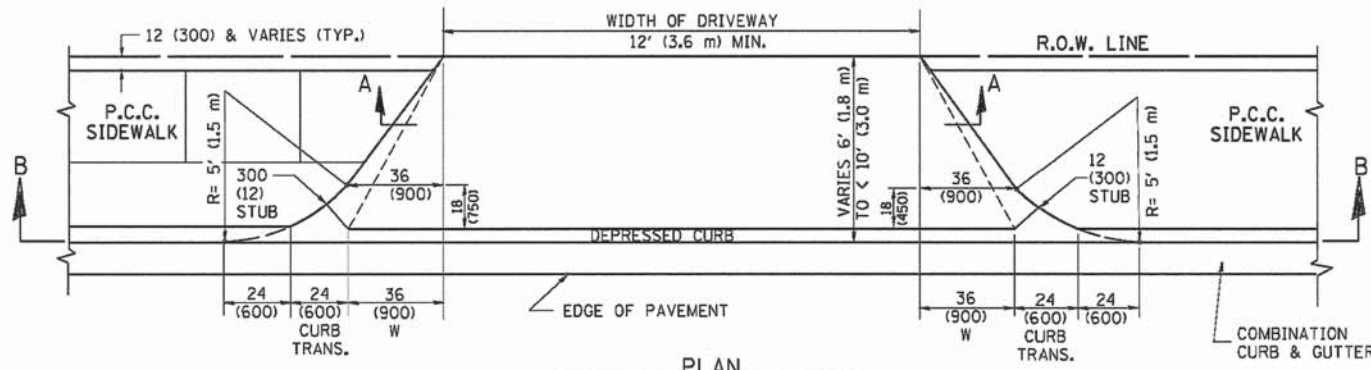 WIDTH OF DRIVEWAY
12' (3.6 m) MIN.
12 (300) & VARIES (TYP.)
R.O.W. LINE
A
A
P.C.C.
SIDEWALK
P.C.C.
SIDEWALK
R= 5' (1.5 m)
VARIES 6' (1.8 m)
TO < 10' (3.0 m)
R= 5' (1.5 m)
B
B
300
(12)
STUB
36
(900)
18
(750)
36
(900)
18
(450)
12
(300)
STUB
DEPRESSED CURB
24
(600)
24
(600)
CURB
TRANS.
36
(900)
W
EDGE OF PAVEMENT
36
(900)
W
24
(600)
CURB
TRANS.
24
(600)
COMBINATION
CURB & GUTTER
PLAN